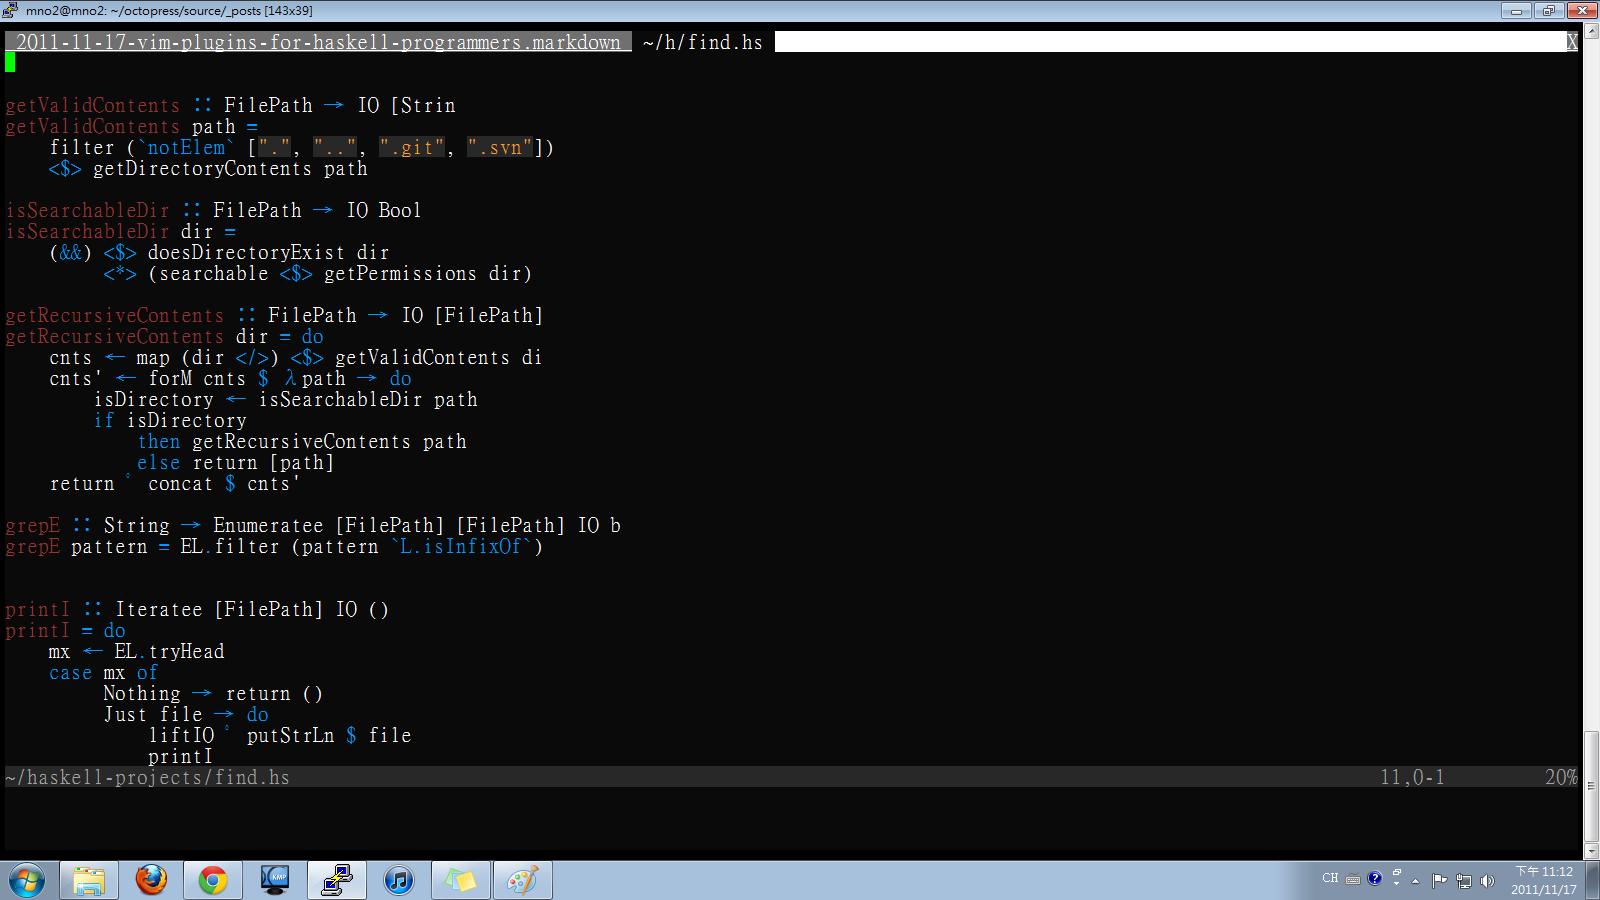 mno2@mno2: ~/octopress/source/_posts [143x39]
2011-11-17-vim-plugins-for-haskell-programmers.markdown  ~/h/find.hs  X
getValidContents ∷ FilePath → IO [Strin
getValidContents path =
    filter (`notElem` [".", "..", ".git", ".svn"])
    <$> getDirectoryContents path
isSearchableDir ∷ FilePath → IO Bool
isSearchableDir dir =
    (&&) <$> doesDirectoryExist dir
         <*> (searchable <$> getPermissions dir)
getRecursiveContents ∷ FilePath → IO [FilePath]
getRecursiveContents dir = do
    cnts ← map (dir </>) <$> getValidContents di
    cnts' ← forM cnts $ λpath → do
        isDirectory ← isSearchableDir path
        if isDirectory
            then getRecursiveContents path
            else return [path]
    return ∘ concat $ cnts'
grepE ∷ String → Enumeratee [FilePath] [FilePath] IO b
grepE pattern = EL.filter (pattern `L.isInfixOf`)
printI ∷ Iteratee [FilePath] IO ()
printI = do
    mx ← EL.tryHead
    case mx of
         Nothing → return ()
         Just file → do
             liftIO ∘ putStrLn $ file
             printI
~/haskell-projects/find.hs  11,0-1  20%
KMP
CH
下午 11:12
2011/11/17